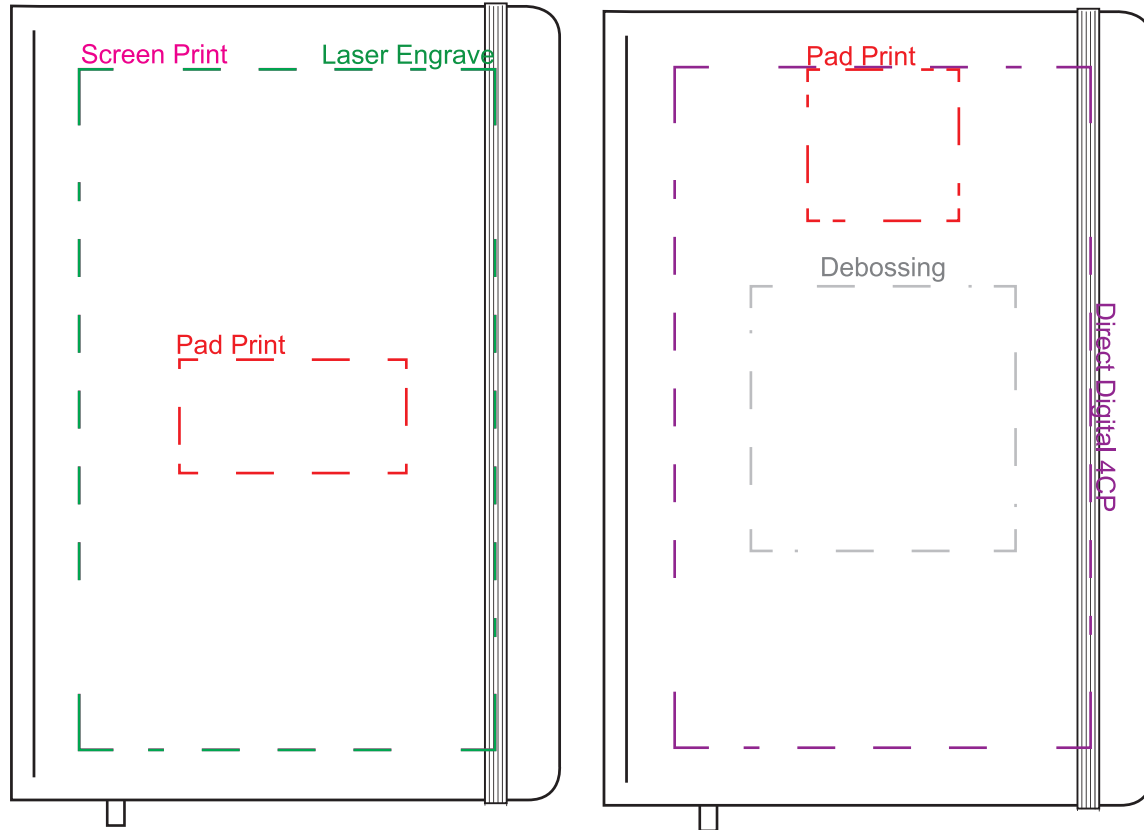 Screen Print
Laser Engrave
Pad Print
Pad Print
Debossing
Direct Digital 4CP